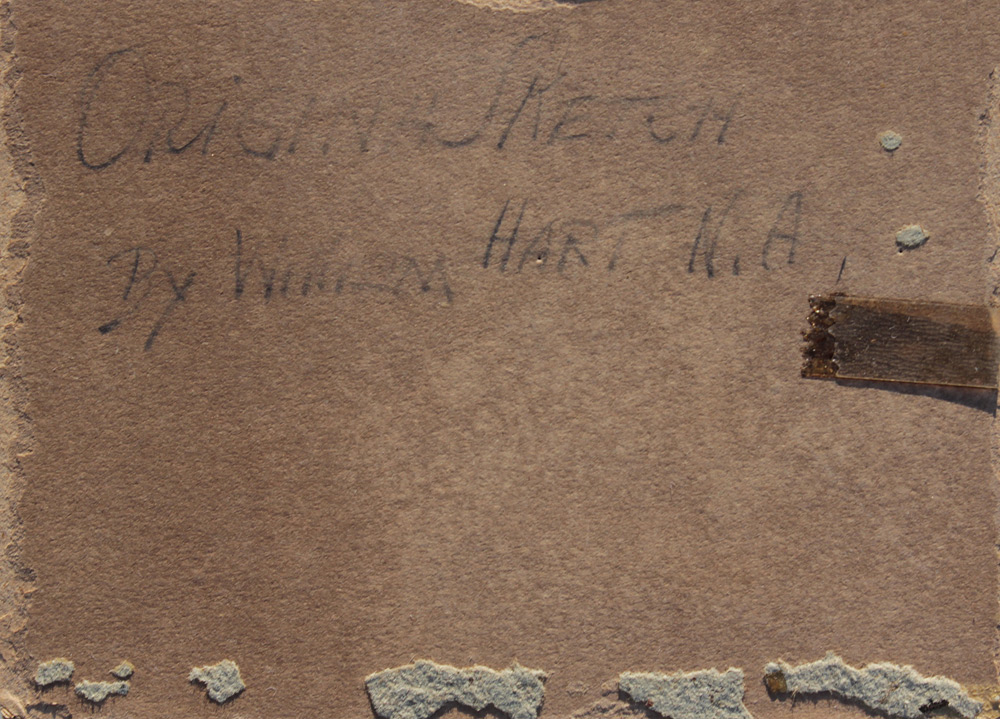 ORIGINAL SKETCH
By WILLIAM HART N.A.